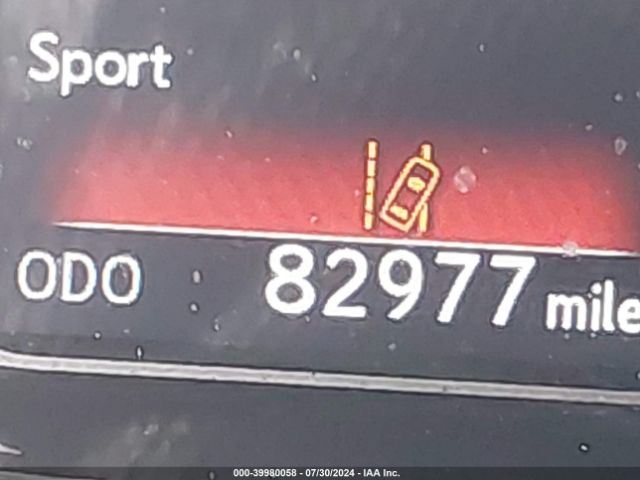 Sport
ODO 82977 mile
000-39980058 - 07/30/2024 - IAA Inc.